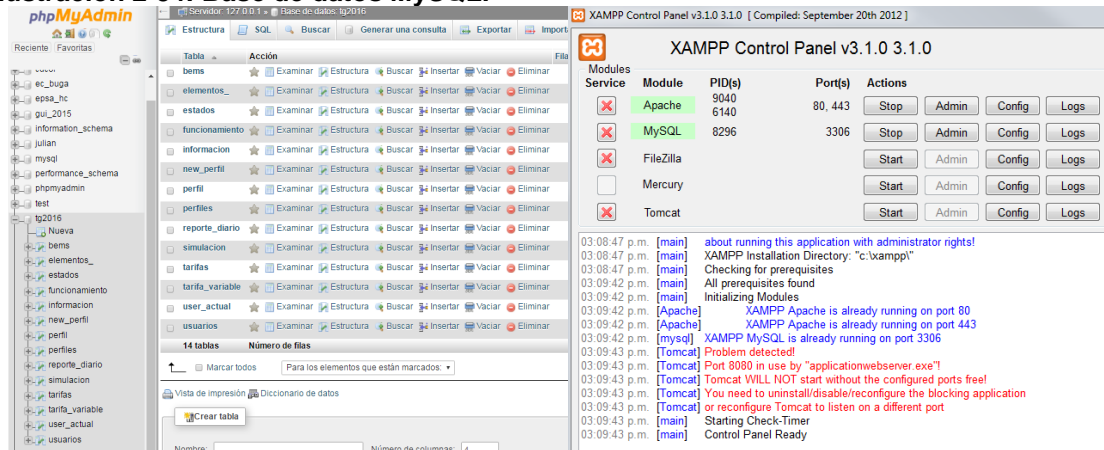 phpMyAdmin
Reciente Favoritas
ec_buga
epsa_hc
gui_2015
information_schema
julian
mysql
performance_schema
phpmyadmin
test
tg2016
Nueva
bems
elementos_
estados
funcionamiento
informacion
new_perfil
perfil
perfiles
reporte_diario
simulacion
tarifas
tarifa_variable
user_actual
usuarios
Servidor: 127.0.0.1 » Base de datos: tg2016
Estructura SQL Buscar Generar una consulta Exportar Import
Tabla Acción Fila
bems Examinar Estructura Buscar Insertar Vaciar Eliminar
elementos_ Examinar Estructura Buscar Insertar Vaciar Eliminar
estados Examinar Estructura Buscar Insertar Vaciar Eliminar
funcionamiento Examinar Estructura Buscar Insertar Vaciar Eliminar
informacion Examinar Estructura Buscar Insertar Vaciar Eliminar
new_perfil Examinar Estructura Buscar Insertar Vaciar Eliminar
perfil Examinar Estructura Buscar Insertar Vaciar Eliminar
perfiles Examinar Estructura Buscar Insertar Vaciar Eliminar
reporte_diario Examinar Estructura Buscar Insertar Vaciar Eliminar
simulacion Examinar Estructura Buscar Insertar Vaciar Eliminar
tarifas Examinar Estructura Buscar Insertar Vaciar Eliminar
tarifa_variable Examinar Estructura Buscar Insertar Vaciar Eliminar
user_actual Examinar Estructura Buscar Insertar Vaciar Eliminar
usuarios Examinar Estructura Buscar Insertar Vaciar Eliminar
14 tablas Número de filas
Marcar todos Para los elementos que están marcados:
Vista de impresión Diccionario de datos
Crear tabla
Nombre: Número de columnas: 4
XAMPP Control Panel v3.1.0 3.1.0 [ Compiled: September 20th 2012 ]
XAMPP Control Panel v3.1.0 3.1.0
Modules
Service Module PID(s) Port(s) Actions
Apache 9040 6140 80, 443 Stop Admin Config Logs
MySQL 8296 3306 Stop Admin Config Logs
FileZilla Start Admin Config Logs
Mercury Start Admin Config Logs
Tomcat Start Admin Config Logs
03:08:47 p.m. [main] about running this application with administrator rights!
03:08:47 p.m. [main] XAMPP Installation Directory: "c:\xampp\"
03:08:47 p.m. [main] Checking for prerequisites
03:09:42 p.m. [main] All prerequisites found
03:09:42 p.m. [main] Initializing Modules
03:09:42 p.m. [Apache] XAMPP Apache is already running on port 80
03:09:42 p.m. [Apache] XAMPP Apache is already running on port 443
03:09:42 p.m. [mysql] XAMPP MySQL is already running on port 3306
03:09:43 p.m. [Tomcat] Problem detected!
03:09:43 p.m. [Tomcat] Port 8080 in use by "applicationwebserver.exe"!
03:09:43 p.m. [Tomcat] Tomcat WILL NOT start without the configured ports free!
03:09:43 p.m. [Tomcat] You need to uninstall/disable/reconfigure the blocking application
03:09:43 p.m. [Tomcat] or reconfigure Tomcat to listen on a different port
03:09:43 p.m. [main] Starting Check-Timer
03:09:43 p.m. [main] Control Panel Ready